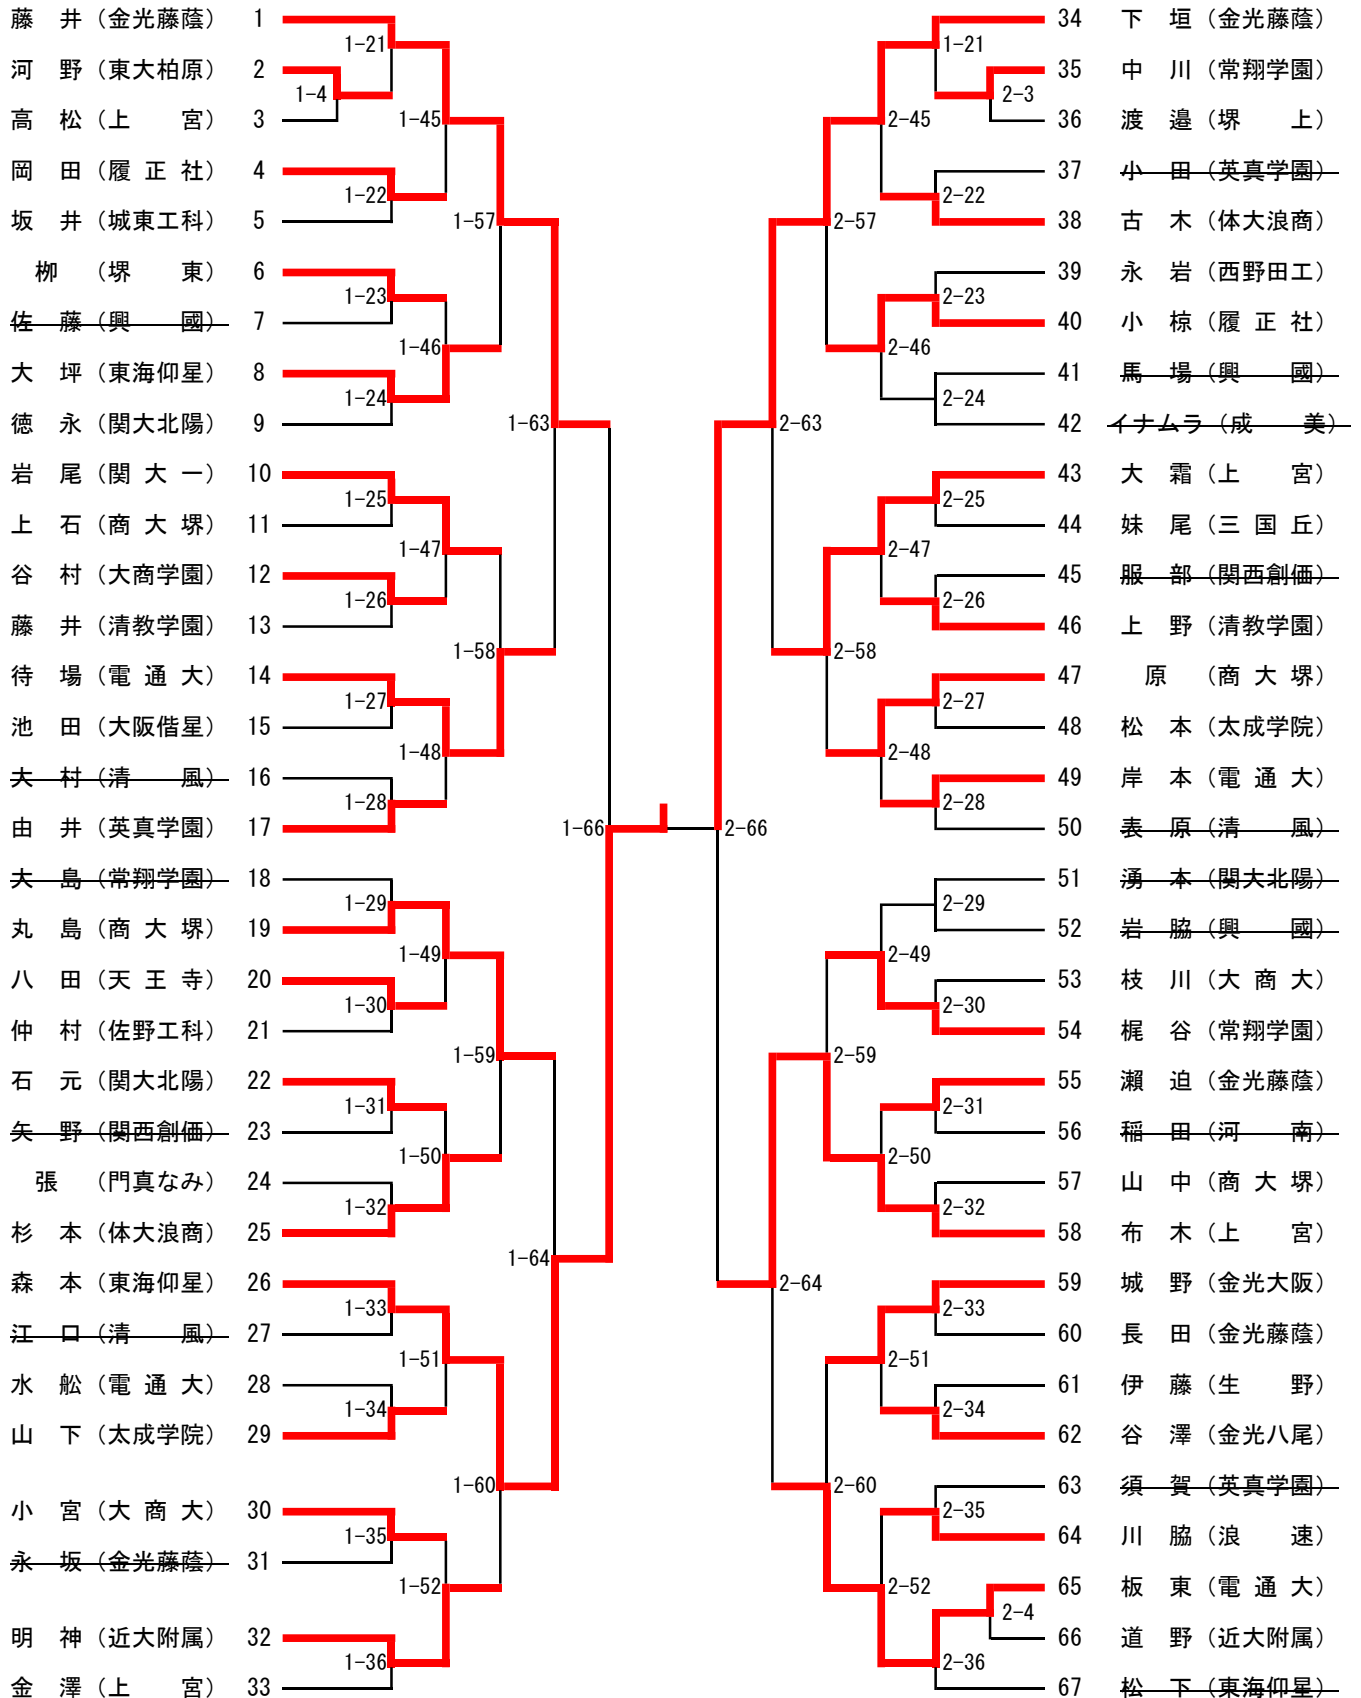 藤 井（金光藤蔭） 1
河 野（東大柏原） 2
高 松（上 宮） 3
岡 田（履 正 社） 4
坂 井（城東工科） 5
栁 （堺 東） 6
佐 藤（興 國） 7
大 坪（東海仰星） 8
徳 永（関大北陽） 9
岩 尾（関 大 一） 10
上 石（商 大 堺） 11
谷 村（大商学園） 12
藤 井（清教学園） 13
待 場（電 通 大） 14
池 田（大阪偕星） 15
大 村（清 風） 16
由 井（英真学園） 17
大 島（常翔学園） 18
丸 島（商 大 堺） 19
八 田（天 王 寺） 20
仲 村（佐野工科） 21
石 元（関大北陽） 22
矢 野（関西創価） 23
張 （門真なみ） 24
杉 本（体大浪商） 25
森 本（東海仰星） 26
江 口（清 風） 27
水 舩（電 通 大） 28
山 下（太成学院） 29
小 宮（大 商 大） 30
永 坂（金光藤蔭） 31
明 神（近大附属） 32
金 澤（上 宮） 33
1-4
1-21
1-22
1-23
1-24
1-25
1-26
1-27
1-28
1-29
1-30
1-31
1-32
1-33
1-34
1-35
1-36
1-45
1-46
1-47
1-48
1-49
1-50
1-51
1-52
1-57
1-58
1-59
1-60
1-63
1-64
1-66
2-66
2-63
2-64
2-57
2-58
2-59
2-60
2-45
2-46
2-47
2-48
2-49
2-50
2-51
2-52
1-21
2-22
2-23
2-24
2-25
2-26
2-27
2-28
2-29
2-30
2-31
2-32
2-33
2-34
2-35
2-36
2-3
2-4
34 下 垣（金光藤蔭）
35 中 川（常翔学園）
36 渡 邉（堺 上）
37 小 田（英真学園）
38 古 木（体大浪商）
39 永 岩（西野田工）
40 小 椋（履 正 社）
41 馬 場（興 國）
42 イナムラ（成 美）
43 大 霜（上 宮）
44 妹 尾（三 国 丘）
45 服 部（関西創価）
46 上 野（清教学園）
47 原 （商 大 堺）
48 松 本（太成学院）
49 岸 本（電 通 大）
50 表 原（清 風）
51 湧 本（関大北陽）
52 岩 脇（興 國）
53 枝 川（大 商 大）
54 梶 谷（常翔学園）
55 瀨 迫（金光藤蔭）
56 稲 田（河 南）
57 山 中（商 大 堺）
58 布 木（上 宮）
59 城 野（金光大阪）
60 長 田（金光藤蔭）
61 伊 藤（生 野）
62 谷 澤（金光八尾）
63 須 賀（英真学園）
64 川 脇（浪 速）
65 板 東（電 通 大）
66 道 野（近大附属）
67 松 下（東海仰星）